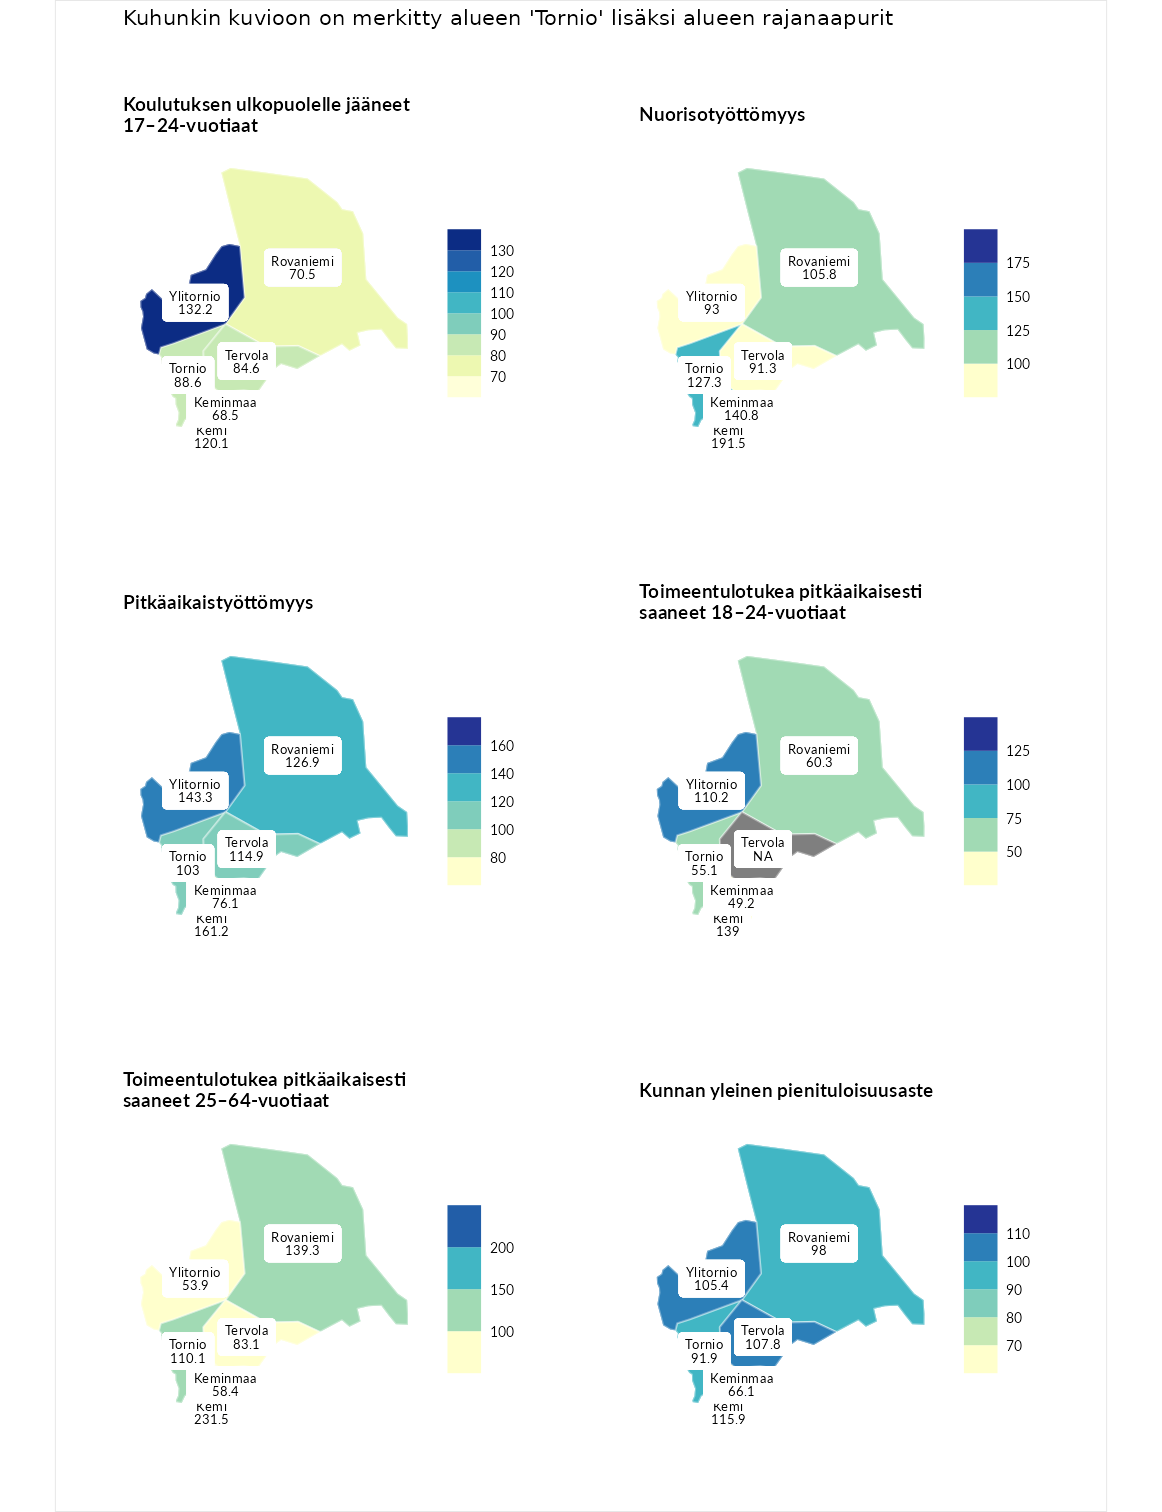 Kuhunkin kuvioon on merkitty alueen 'Tornio' lisäksi alueen rajanaapurit
Koulutuksen ulkopuolelle jääneet
17–24-vuotiaat
Rovaniemi
70.5
Ylitornio
132.2
Tervola
84.6
Tornio
88.6
Keminmaa
68.5
Kemi
120.1
130
120
110
100
90
80
70
Nuorisotyöttömyys
Rovaniemi
105.8
Ylitornio
93
Tervola
91.3
Tornio
127.3
Keminmaa
140.8
Kemi
191.5
175
150
125
100
Pitkäaikaistyöttömyys
Rovaniemi
126.9
Ylitornio
143.3
Tervola
114.9
Tornio
103
Keminmaa
76.1
Kemi
161.2
160
140
120
100
80
Toimeentulotukea pitkäaikaisesti
saaneet 18–24-vuotiaat
Rovaniemi
60.3
Ylitornio
110.2
Tervola
NA
Tornio
55.1
Keminmaa
49.2
Kemi
139
125
100
75
50
Toimeentulotukea pitkäaikaisesti
saaneet 25–64-vuotiaat
Rovaniemi
139.3
Ylitornio
53.9
Tervola
83.1
Tornio
110.1
Keminmaa
58.4
Kemi
231.5
200
150
100
Kunnan yleinen pienituloisuusaste
Rovaniemi
98
Ylitornio
105.4
Tervola
107.8
Tornio
91.9
Keminmaa
66.1
Kemi
115.9
110
100
90
80
70